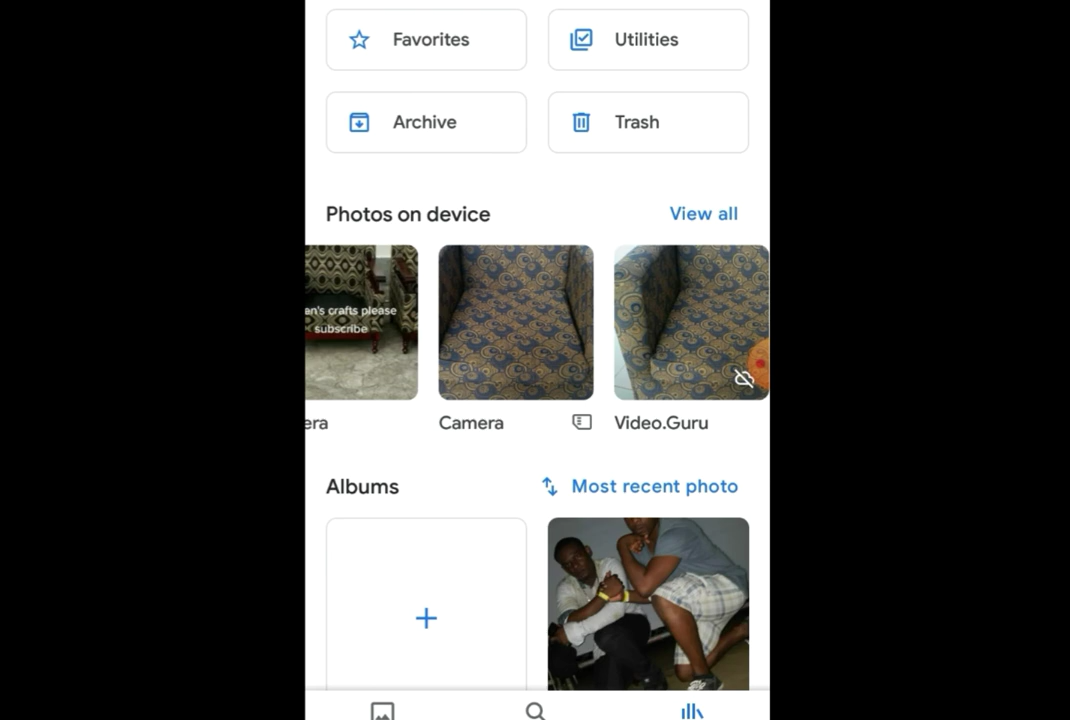 Favorites
Utilities
Archive
Trash
Photos on device
View all
en's crafts please
subscribe
era
Camera
Video.Guru
Albums
Most recent photo